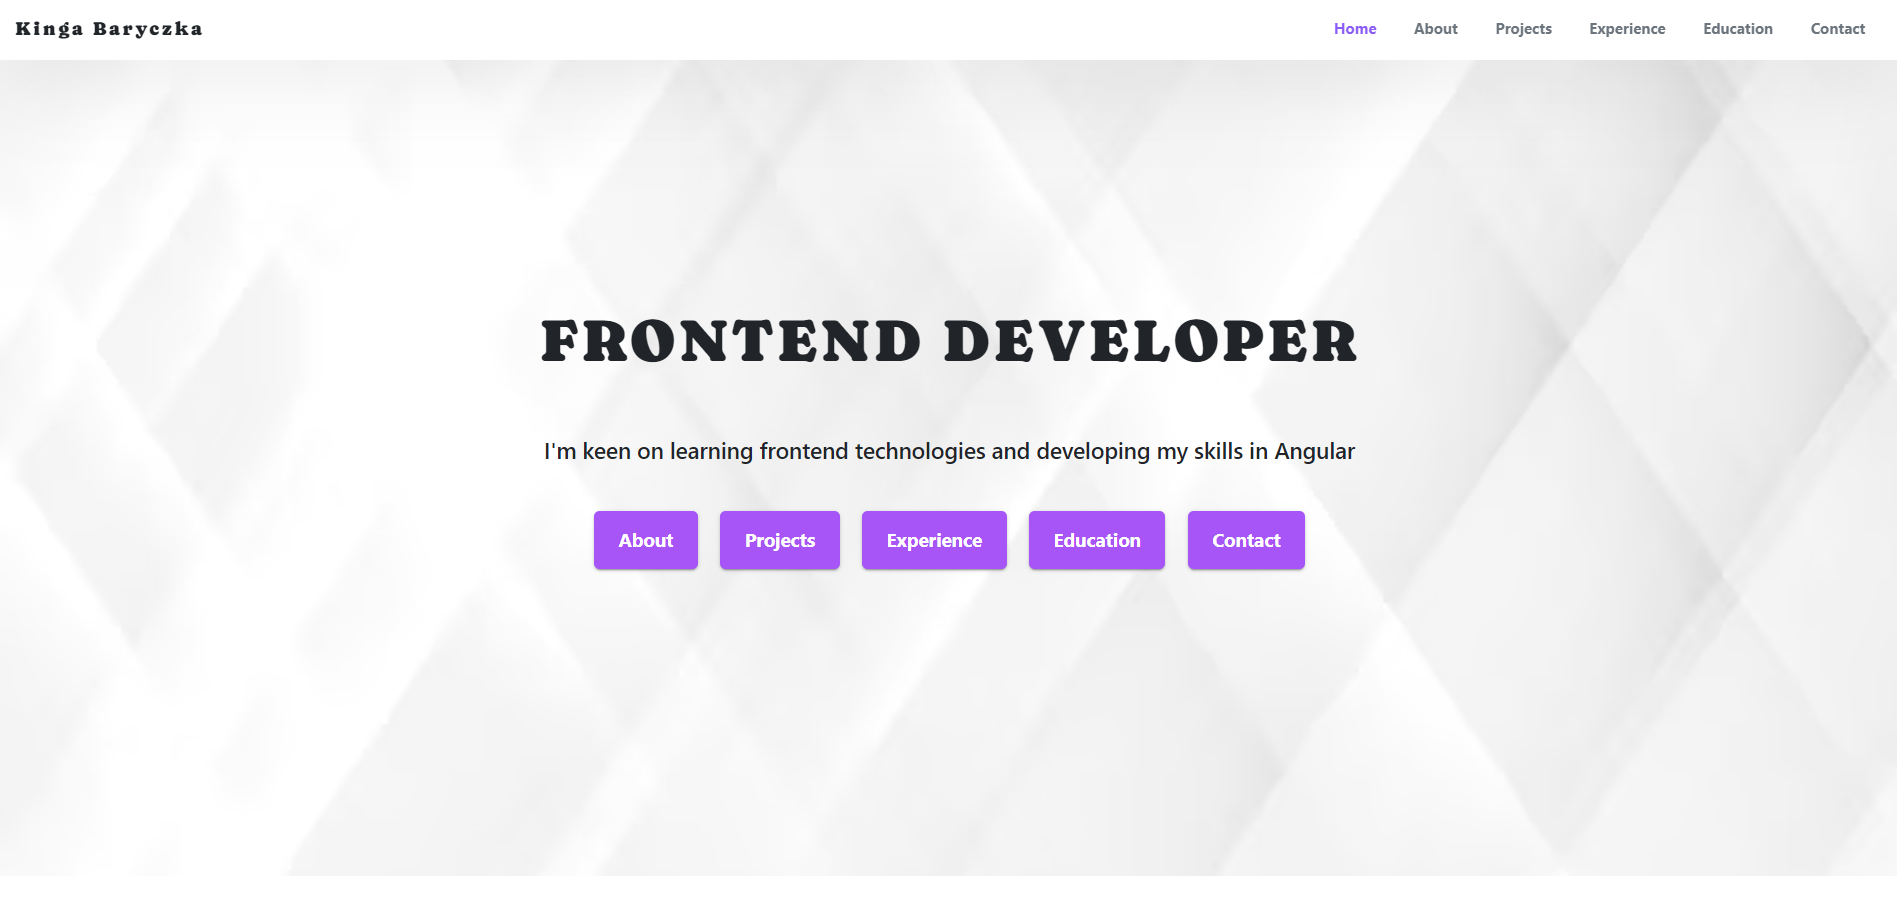 Kinga Baryczka
Home About Projects Experience Education Contact
FRONTEND DEVELOPER
I'm keen on learning frontend technologies and developing my skills in Angular
About Projects Experience Education Contact